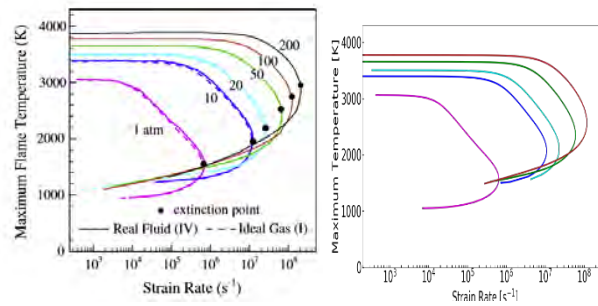 Maximum Flame Temperature (K)
4000
3000
2000
1000
0
200
100
50
20
10
1 atm
extinction point
Real Fluid (IV)
Ideal Gas (I)
10³ 10⁴ 10⁵ 10⁶ 10⁷ 10⁸
Strain Rate (s⁻¹)
Maximum Temperature [K]
4000
3000
2000
1000
0
10³ 10⁴ 10⁵ 10⁶ 10⁷ 10⁸
Strain Rate [s⁻¹]